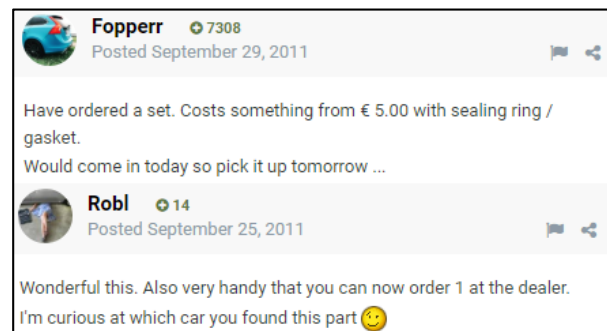 Fopperr 7308
Posted September 29, 2011
Have ordered a set. Costs something from € 5.00 with sealing ring /
gasket.
Would come in today so pick it up tomorrow ...
Robl 14
Posted September 25, 2011
Wonderful this. Also very handy that you can now order 1 at the dealer.
I'm curious at which car you found this part